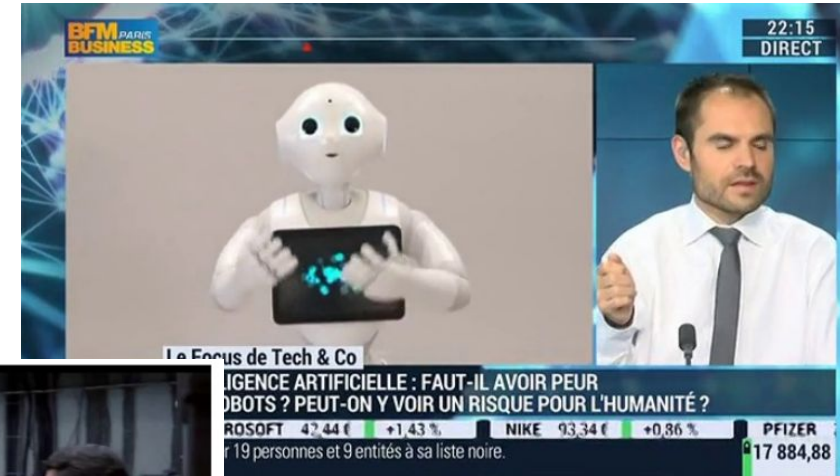 BFM PARIS
BUSINESS
22:15
DIRECT
Le Focus de Tech & Co
LIGENCE ARTIFICIELLE : FAUT-IL AVOIR PEUR
OBOTS ? PEUT-ON Y VOIR UN RISQUE POUR L'HUMANITÉ ?
ROSOFT 42,44 € +1,43 % NIKE 93,34 € +0,86 % PFIZER
r 19 personnes et 9 entités à sa liste noire.
17 884,88